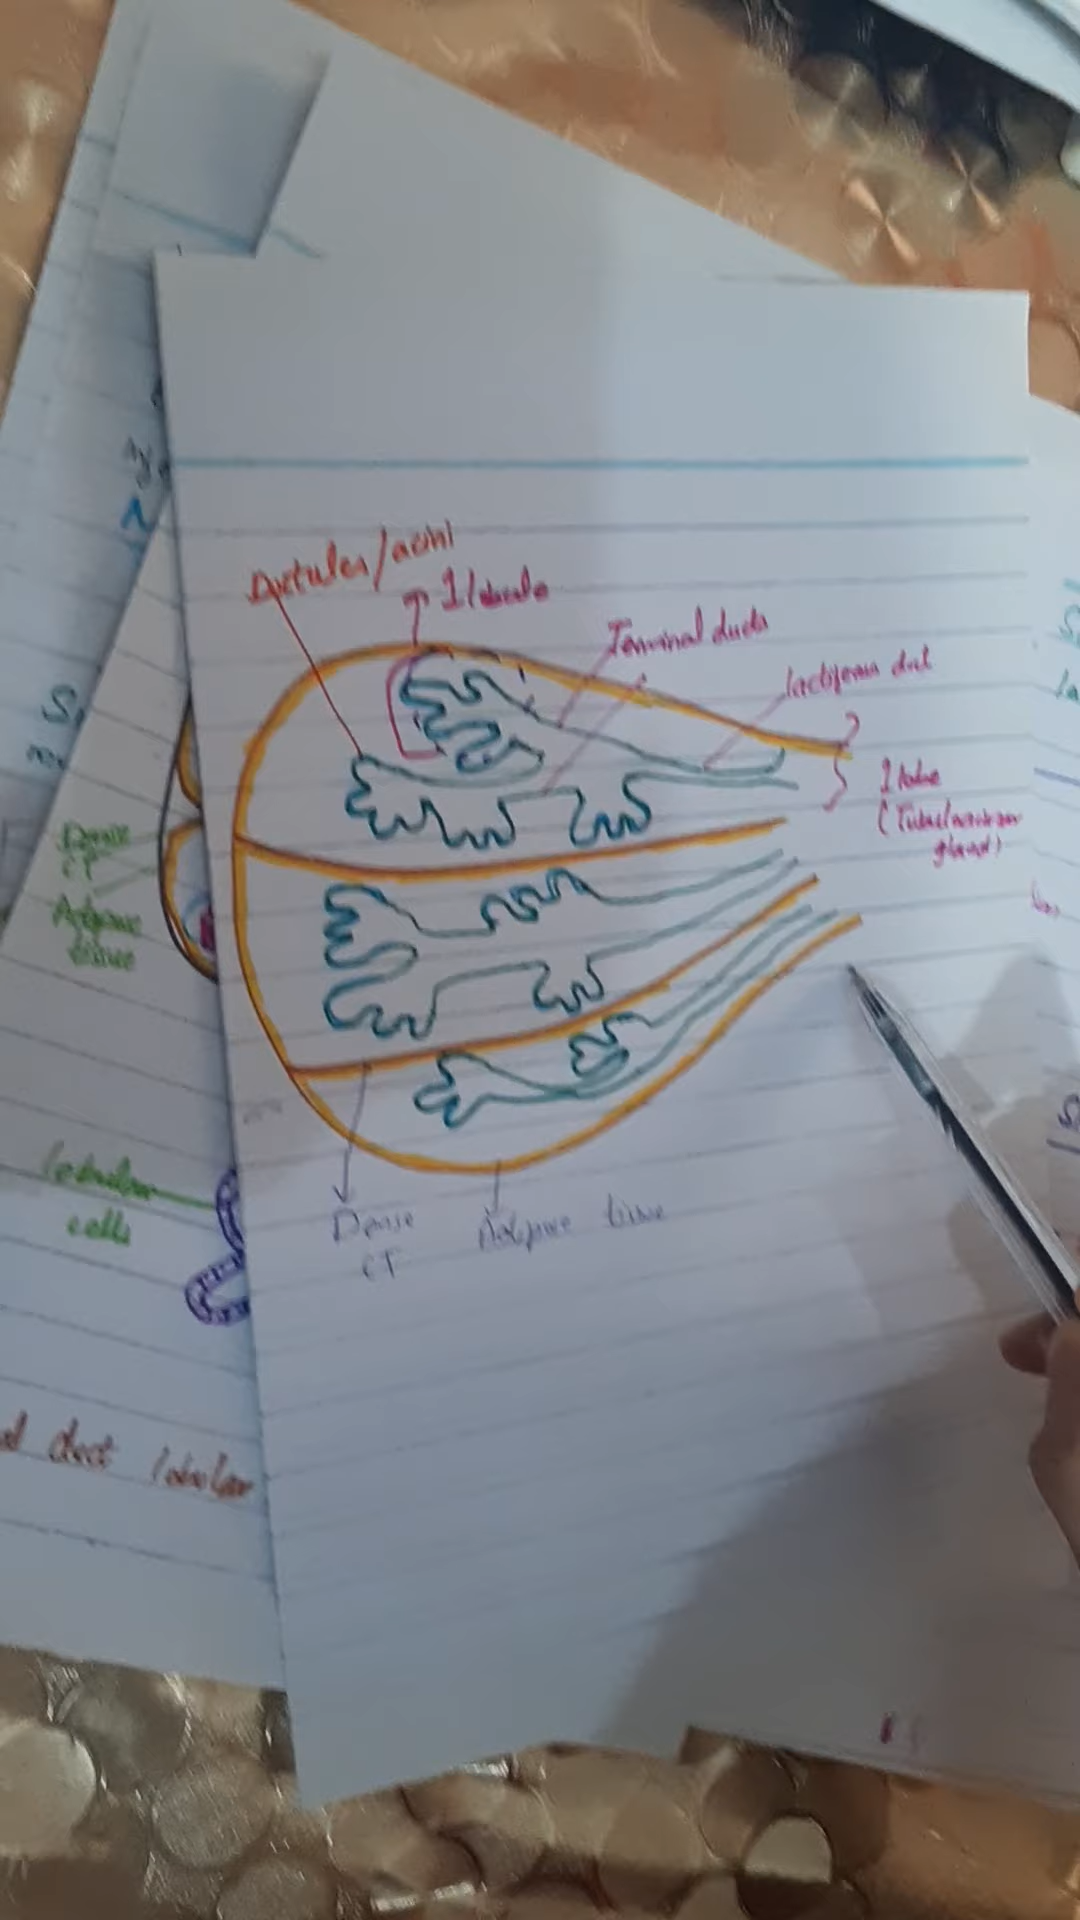 Ductules/acini
1 lobule
Terminal ducts
lactiferous duct
1 lobe
(Tubuloacinar
gland)
Dense
CT
Adipose tissue
Dense
CT
Adipose
tissue
lobular
cells
duct lobular